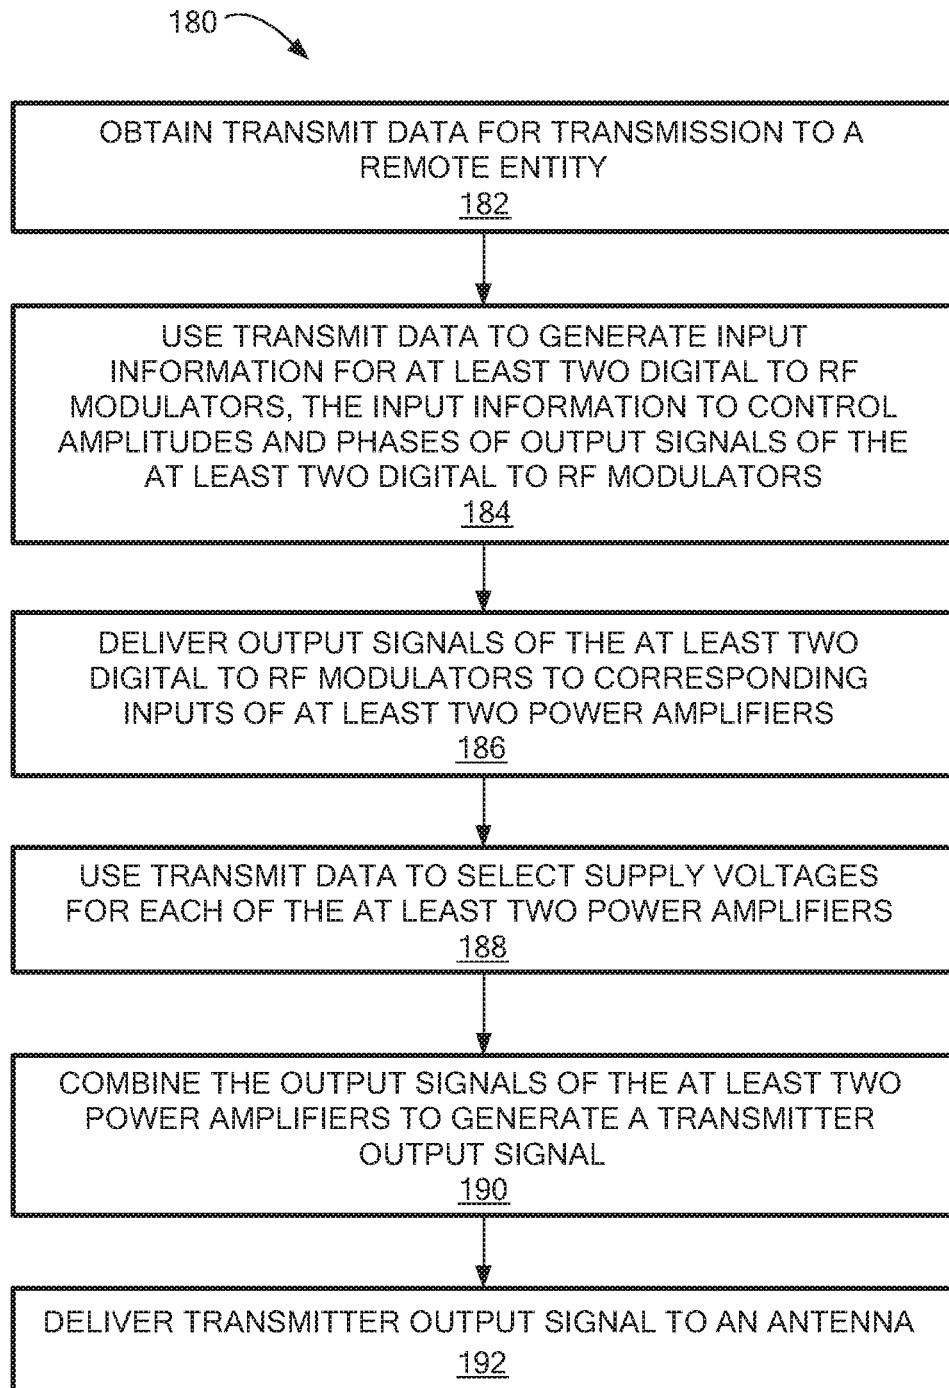 180
OBTAIN TRANSMIT DATA FOR TRANSMISSION TO A
REMOTE ENTITY
182
USE TRANSMIT DATA TO GENERATE INPUT
INFORMATION FOR AT LEAST TWO DIGITAL TO RF
MODULATORS, THE INPUT INFORMATION TO CONTROL
AMPLITUDES AND PHASES OF OUTPUT SIGNALS OF THE
AT LEAST TWO DIGITAL TO RF MODULATORS
184
DELIVER OUTPUT SIGNALS OF THE AT LEAST TWO
DIGITAL TO RF MODULATORS TO CORRESPONDING
INPUTS OF AT LEAST TWO POWER AMPLIFIERS
186
USE TRANSMIT DATA TO SELECT SUPPLY VOLTAGES
FOR EACH OF THE AT LEAST TWO POWER AMPLIFIERS
188
COMBINE THE OUTPUT SIGNALS OF THE AT LEAST TWO
POWER AMPLIFIERS TO GENERATE A TRANSMITTER
OUTPUT SIGNAL
190
DELIVER TRANSMITTER OUTPUT SIGNAL TO AN ANTENNA
192